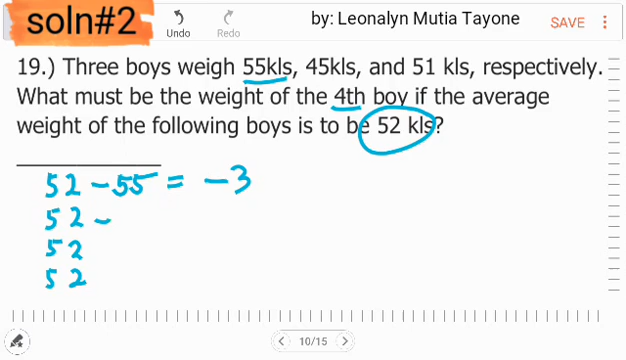 soln#2
Undo
Redo
by: Leonalyn Mutia Tayone
SAVE
19.) Three boys weigh 55kls, 45kls, and 51 kls, respectively.
What must be the weight of the 4th boy if the average
weight of the following boys is to be 52 kls?
52 - 55 = -3
52 -
52
52
10/15